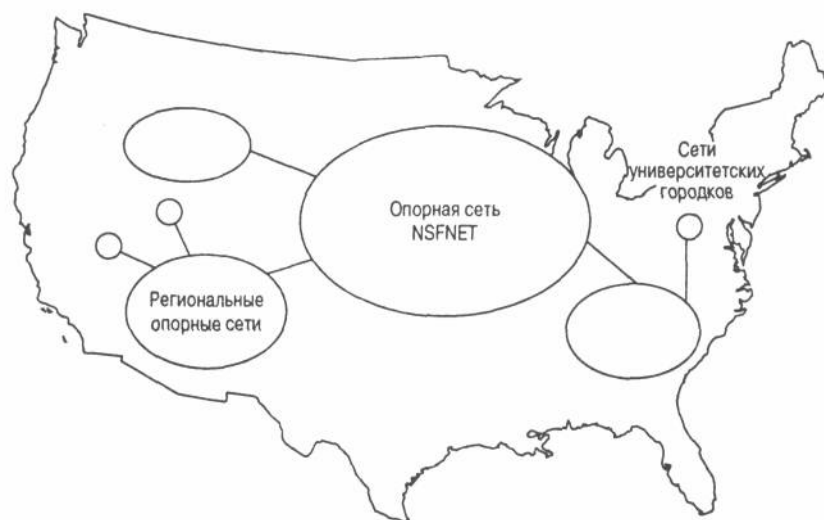 Сети
университетских
городков
Опорная сеть
NSFNET
Региональные
опорные сети